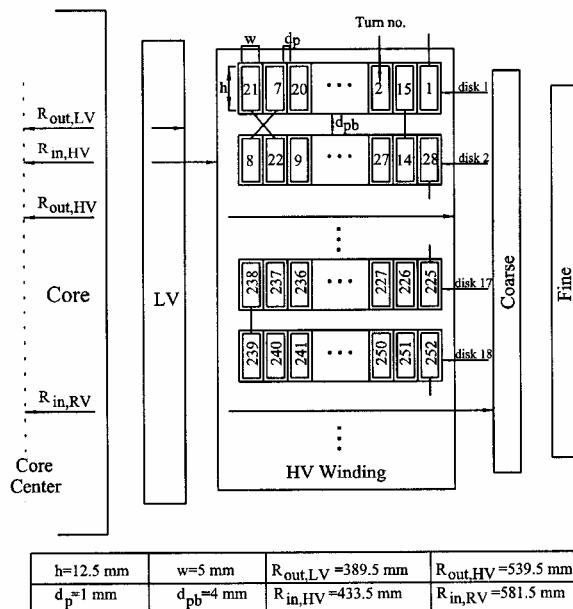 Turn no.
w
dp
h
21 7 20 ... 2 15 1
disk 1
dpb
8 22 9 ... 27 14 28
disk 2
Rout,LV
Rin,HV
Rout,HV
Core
LV
238 237 236 ... 227 226 225
disk 17
239 240 241 ... 250 251 252
disk 18
Coarse
Fine
Rin,RV
Core
Center
HV Winding
h=12.5 mm w=5 mm Rout,LV=389.5 mm Rout,HV=539.5 mm
dp=1 mm dpb=4 mm Rin,HV=433.5 mm Rin,RV=581.5 mm